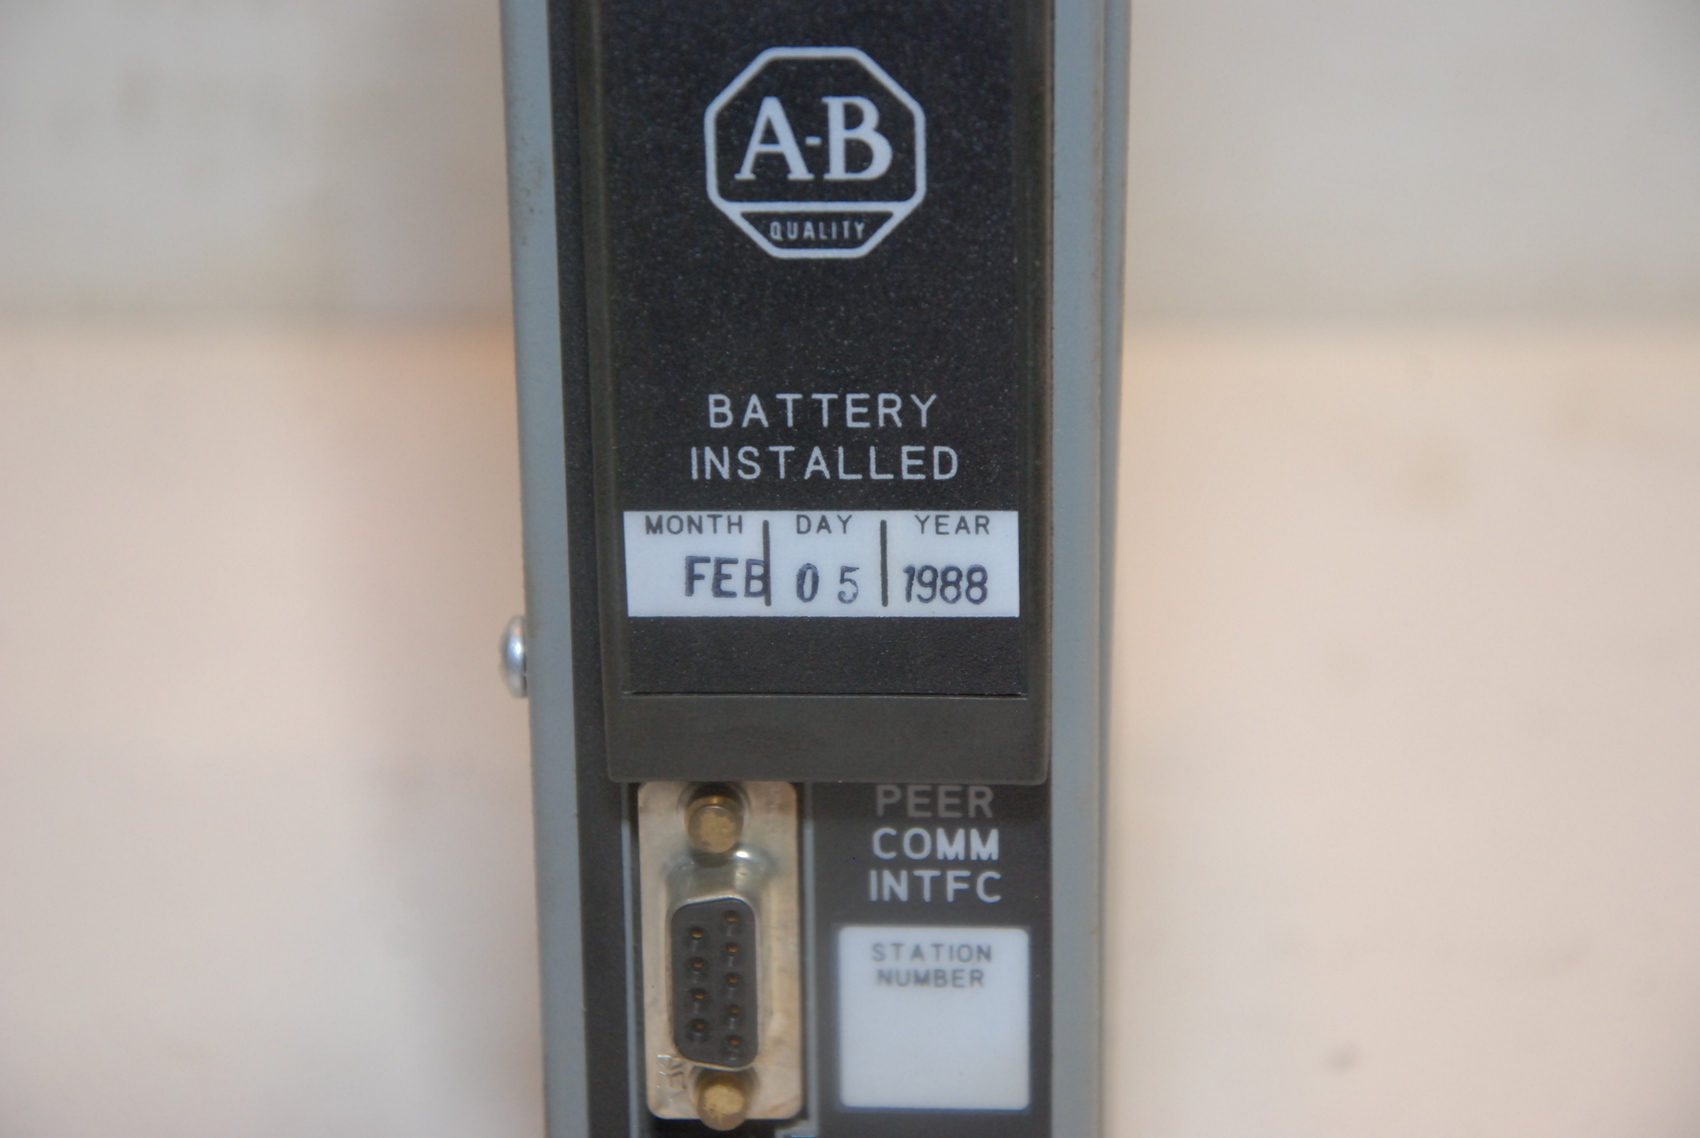 A-B
QUALITY
BATTERY
INSTALLED
MONTH DAY YEAR
FEB 05 1988
PEER
COMM
INTFC
STATION
NUMBER